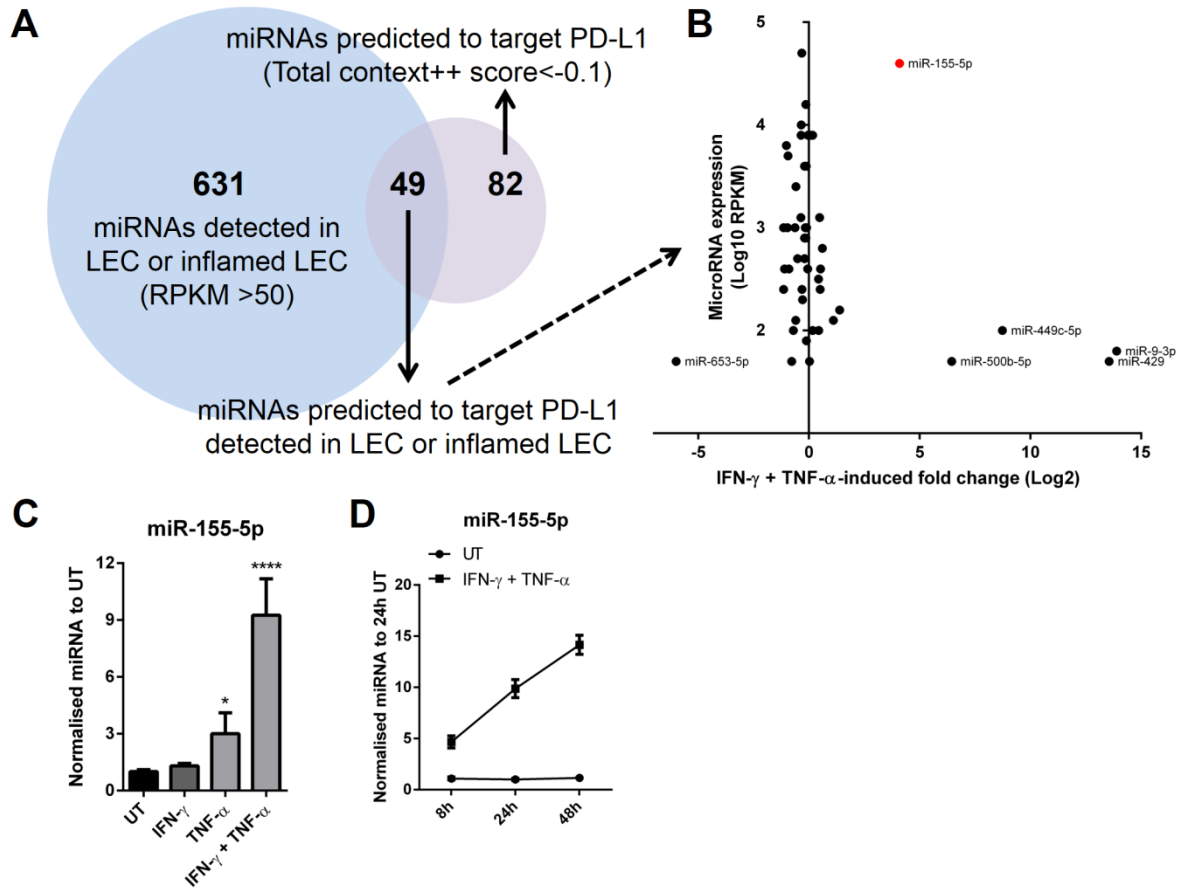 A
miRNAs predicted to target PD-L1
(Total context++ score<-0.1)
631
49
82
miRNAs detected in
LEC or inflamed LEC
(RPKM >50)
miRNAs predicted to target PD-L1
detected in LEC or inflamed LEC
B
MicroRNA expression
(Log10 RPKM)
5
4
3
2
miR-155-5p
miR-449c-5p
miR-9-3p
miR-653-5p
miR-500b-5p
miR-429
-5
0
5
10
15
IFN-γ + TNF-α-induced fold change (Log2)
C
miR-155-5p
Normalised miRNA to UT
12
9
6
3
0
*
****
UT
IFN-γ
TNF-α
IFN-γ + TNF-α
D
miR-155-5p
UT
IFN-γ + TNF-α
Normalised miRNA to 24h UT
20
15
10
5
0
8h
24h
48h